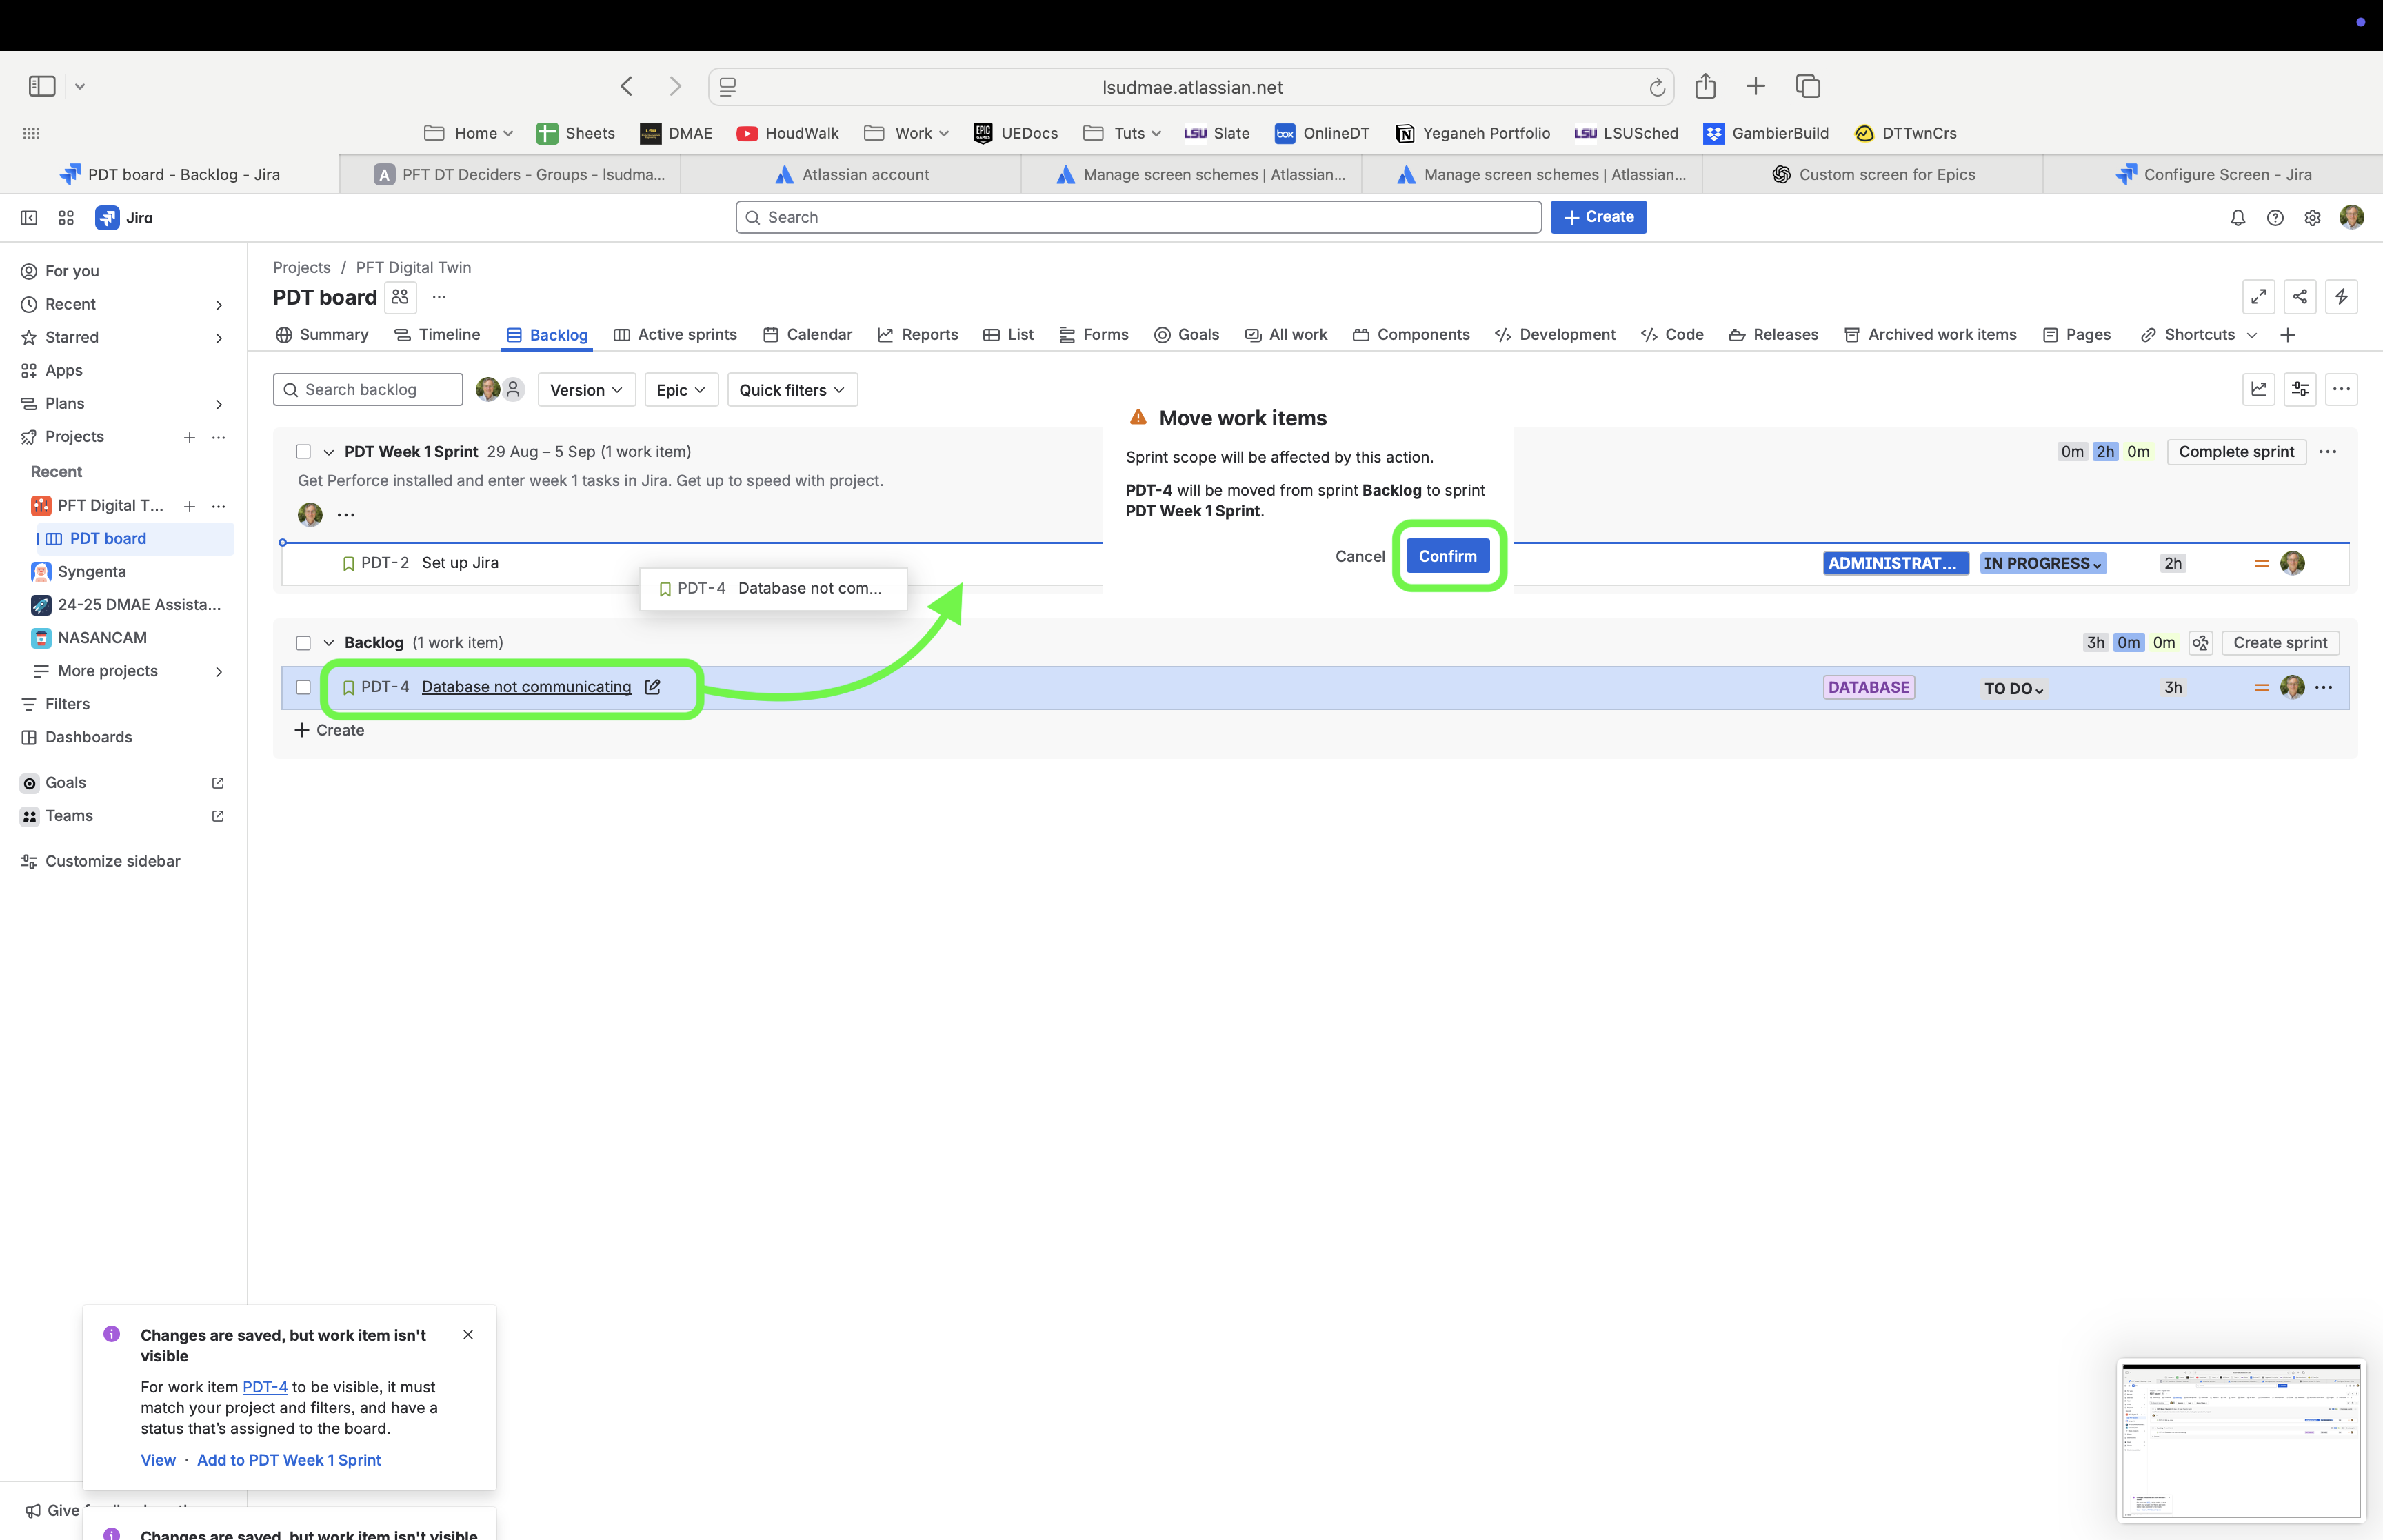 lsudmae.atlassian.net
Home
Sheets
LSU
DMAE
HoudWalk
Work
EPIC GAMES
UEDocs
Tuts
LSU
Slate
box
OnlineDT
Yeganeh Portfolio
LSU
LSUSched
GambierBuild
DTTwnCrs
PDT board - Backlog - Jira
A
PFT DT Deciders - Groups - lsudma...
Atlassian account
Manage screen schemes | Atlassian...
Manage screen schemes | Atlassian...
Custom screen for Epics
Configure Screen - Jira
Jira
Search
+ Create
For you
Recent
Starred
Apps
Plans
Projects
Recent
PFT Digital T...
PDT board
Syngenta
24-25 DMAE Assista...
NASANCAM
More projects
Filters
Dashboards
Goals
Teams
Customize sidebar
Projects / PFT Digital Twin
PDT board
Summary
Timeline
Backlog
Active sprints
Calendar
Reports
List
Forms
Goals
All work
Components
Development
Code
Releases
Archived work items
Pages
Shortcuts
Search backlog
Version
Epic
Quick filters
PDT Week 1 Sprint 29 Aug – 5 Sep (1 work item)
0m 2h 0m
Complete sprint
Get Perforce installed and enter week 1 tasks in Jira. Get up to speed with project.
Move work items
Sprint scope will be affected by this action.
PDT-4 will be moved from sprint Backlog to sprint
PDT Week 1 Sprint.
Cancel
Confirm
PDT-2 Set up Jira
ADMINISTRAT...
IN PROGRESS
2h
PDT-4 Database not com...
Backlog (1 work item)
3h 0m 0m
Create sprint
PDT-4 Database not communicating
DATABASE
TO DO
3h
+ Create
Changes are saved, but work item isn't
visible
For work item PDT-4 to be visible, it must
match your project and filters, and have a
status that's assigned to the board.
View · Add to PDT Week 1 Sprint
Give
Changes are saved, but work item isn't visible